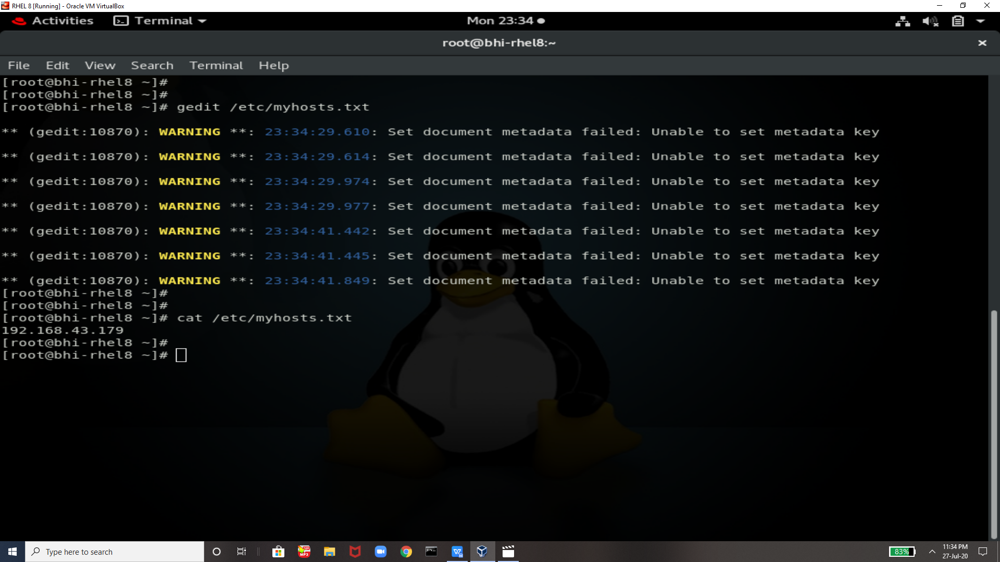 RHEL 8 [Running] - Oracle VM VirtualBox
Activities Terminal Mon 23:34
root@bhi-rhel8:~
File Edit View Search Terminal Help
[root@bhi-rhel8 ~]#
[root@bhi-rhel8 ~]#
[root@bhi-rhel8 ~]# gedit /etc/myhosts.txt
** (gedit:10870): WARNING **: 23:34:29.610: Set document metadata failed: Unable to set metadata key
** (gedit:10870): WARNING **: 23:34:29.614: Set document metadata failed: Unable to set metadata key
** (gedit:10870): WARNING **: 23:34:29.974: Set document metadata failed: Unable to set metadata key
** (gedit:10870): WARNING **: 23:34:29.977: Set document metadata failed: Unable to set metadata key
** (gedit:10870): WARNING **: 23:34:41.442: Set document metadata failed: Unable to set metadata key
** (gedit:10870): WARNING **: 23:34:41.445: Set document metadata failed: Unable to set metadata key
** (gedit:10870): WARNING **: 23:34:41.849: Set document metadata failed: Unable to set metadata key
[root@bhi-rhel8 ~]#
[root@bhi-rhel8 ~]#
[root@bhi-rhel8 ~]# cat /etc/myhosts.txt
192.168.43.179
[root@bhi-rhel8 ~]#
[root@bhi-rhel8 ~]#
Type here to search
MP3
83%
11:34 PM
27-Jul-20